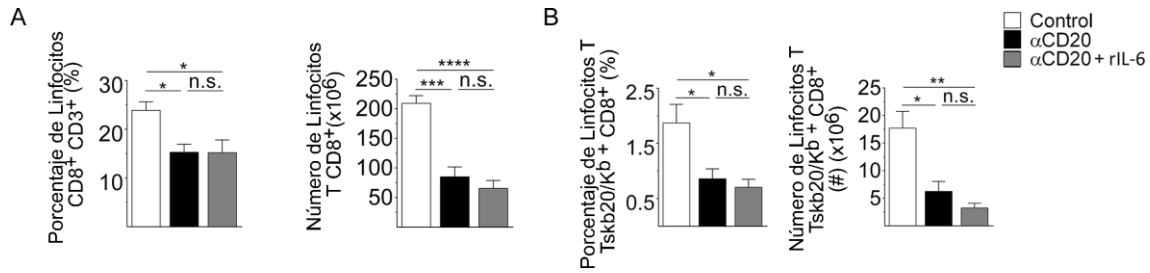 A
B
Control
αCD20
αCD20 + rIL-6
Porcentaje de Linfocitos
CD8+ CD3+ (%)
30
25
20
15
10
*
*
n.s.
Número de Linfocitos
T CD8+(x10⁶)
250
200
150
100
50
****
***
n.s.
Porcentaje de Linfocitos T
Tskb20/Kb + CD8+ (%)
2.5
1.5
0.5
*
*
n.s.
Número de Linfocitos T
Tskb20/Kᵇ + CD8+
(#) (x10⁶)
25
20
15
10
5
**
*
n.s.